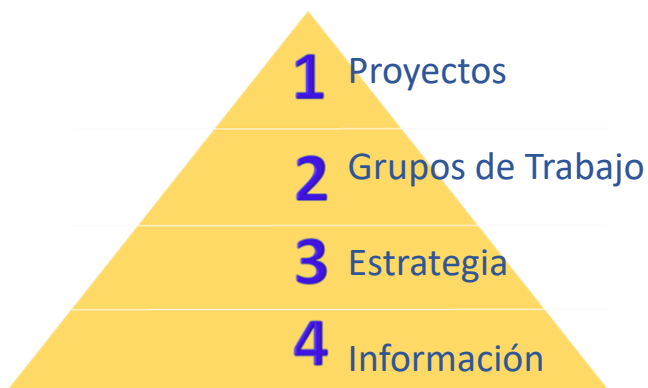 1 Proyectos
2 Grupos de Trabajo
3 Estrategia
4 Información